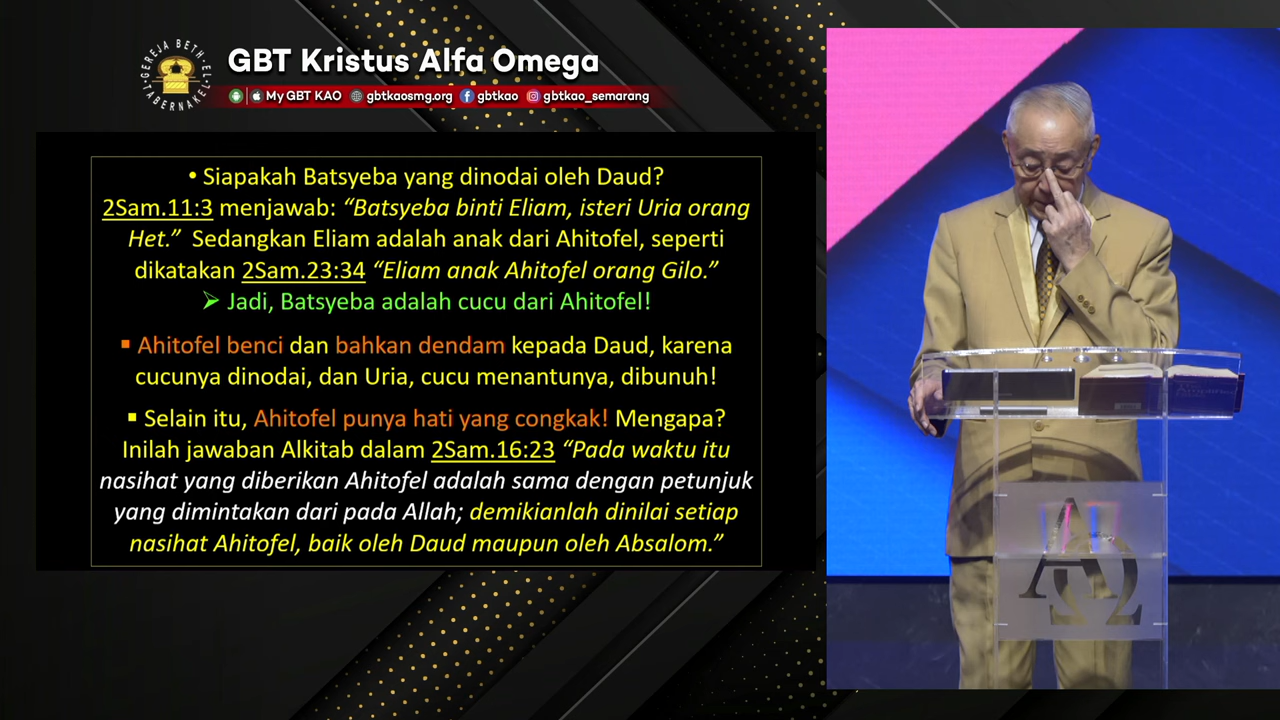 GEREJA BETH-EL TABERNAKEL
GBT Kristus Alfa Omega
My GBT KAO gbtkaosmg.org gbtkao gbtkao_semarang
• Siapakah Batsyeba yang dinodai oleh Daud?
2Sam.11:3 menjawab: “Batsyeba binti Eliam, isteri Uria orang
Het.” Sedangkan Eliam adalah anak dari Ahitofel, seperti
dikatakan 2Sam.23:34 “Eliam anak Ahitofel orang Gilo.”
➢ Jadi, Batsyeba adalah cucu dari Ahitofel!
▪ Ahitofel benci dan bahkan dendam kepada Daud, karena
cucunya dinodai, dan Uria, cucu menantunya, dibunuh!
▪ Selain itu, Ahitofel punya hati yang congkak! Mengapa?
Inilah jawaban Alkitab dalam 2Sam.16:23 “Pada waktu itu
nasihat yang diberikan Ahitofel adalah sama dengan petunjuk
yang dimintakan dari pada Allah; demikianlah dinilai setiap
nasihat Ahitofel, baik oleh Daud maupun oleh Absalom.”
ΑΩ